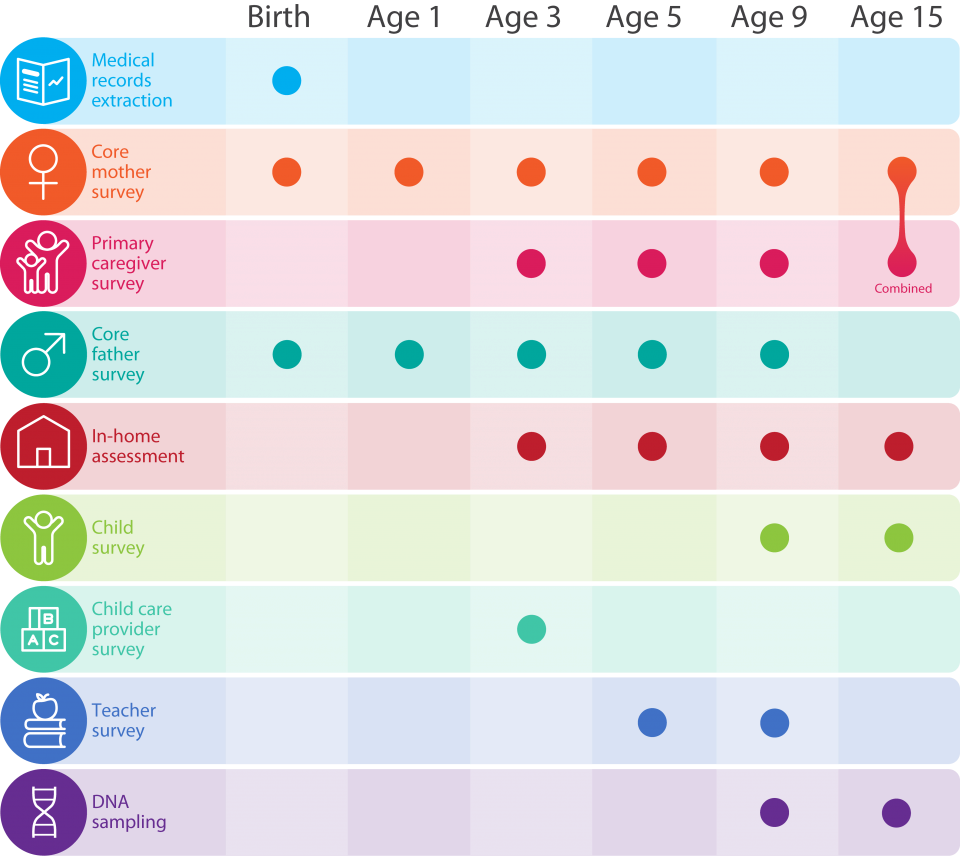 Birth Age 1 Age 3 Age 5 Age 9 Age 15
Medical
records
extraction
Core
mother
survey
Primary
caregiver
survey
Combined
Core
father
survey
In-home
assessment
Child
survey
Child care
provider
survey
B
A C
Teacher
survey
DNA
sampling